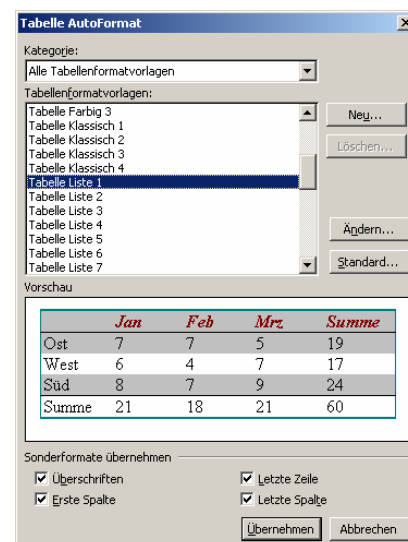 Tabelle AutoFormat
Kategorie:
Alle Tabellenformatvorlagen
Tabellenformatvorlagen:
Tabelle Farbig 3
Tabelle Klassisch 1
Tabelle Klassisch 2
Tabelle Klassisch 3
Tabelle Klassisch 4
Tabelle Liste 1
Tabelle Liste 2
Tabelle Liste 3
Tabelle Liste 4
Tabelle Liste 5
Tabelle Liste 6
Tabelle Liste 7
Neu...
Löschen...
Ändern...
Standard...
Vorschau
Jan Feb Mrz Summe
Ost 7 7 5 19
West 6 4 7 17
Süd 8 7 9 24
Summe 21 18 21 60
Sonderformate übernehmen
Überschriften Letzte Zeile
Erste Spalte Letzte Spalte
Übernehmen Abbrechen